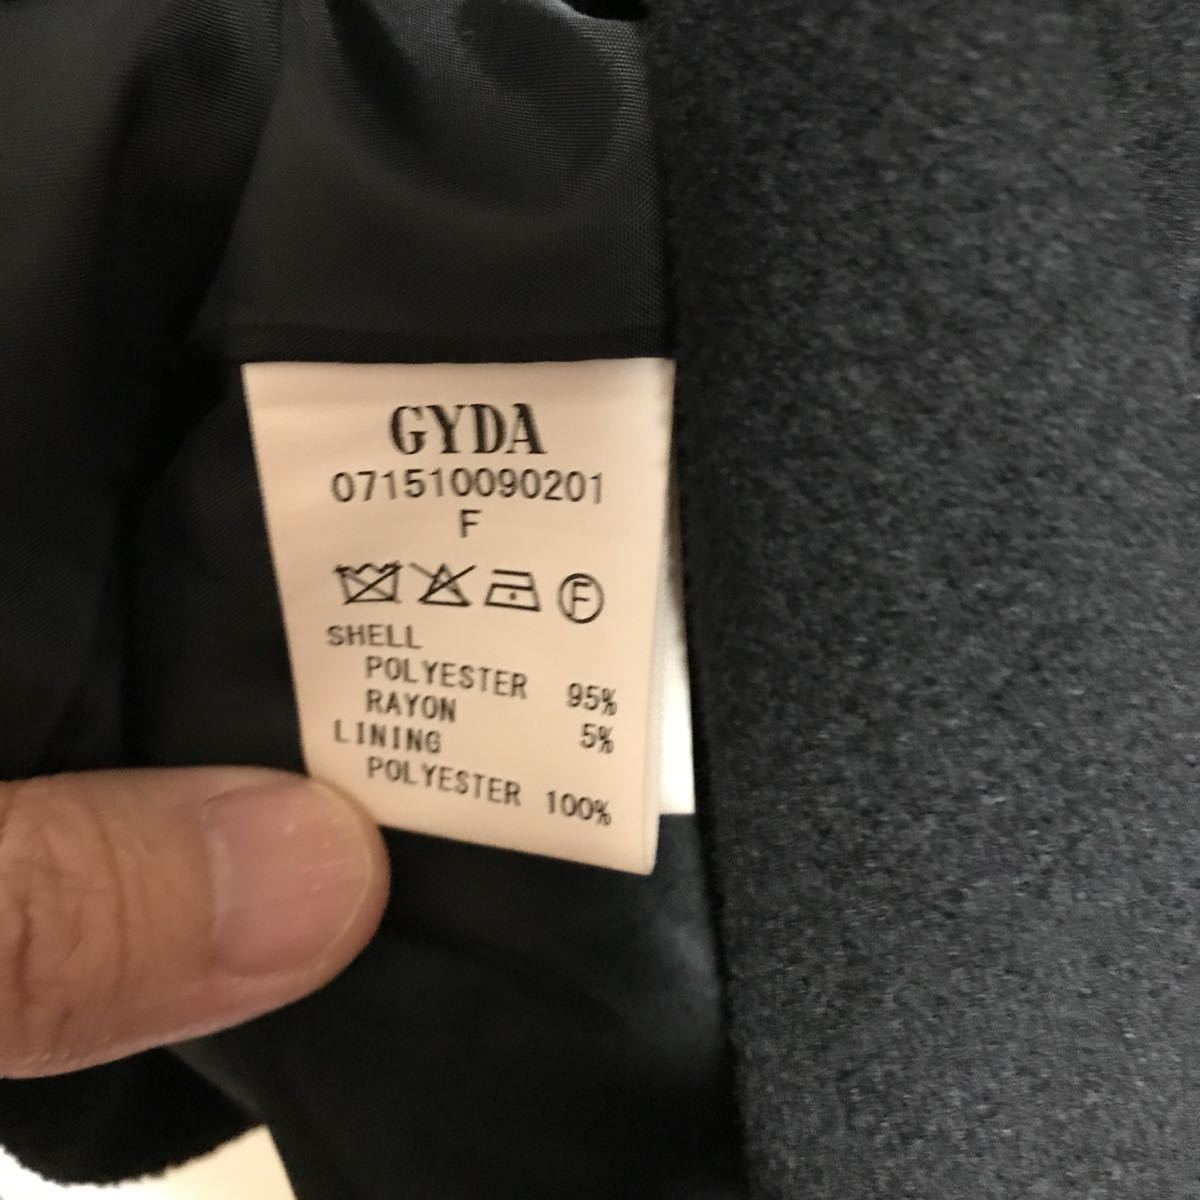 GYDA
071510090201
F
F
SHELL
POLYESTER 95%
RAYON 5%
LINING
POLYESTER 100%